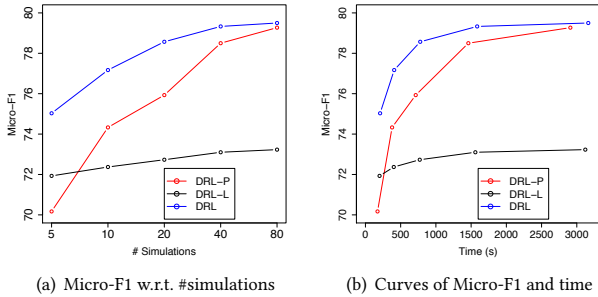 80
78
76
74
72
70
Micro−F1
5
10
20
40
80
# Simulations
DRL−P
DRL−L
DRL
(a) Micro-F1 w.r.t. #simulations
80
78
76
74
72
70
Micro−F1
0
500
1000
1500
2000
2500
3000
Time (s)
DRL−P
DRL−L
DRL
(b) Curves of Micro-F1 and time